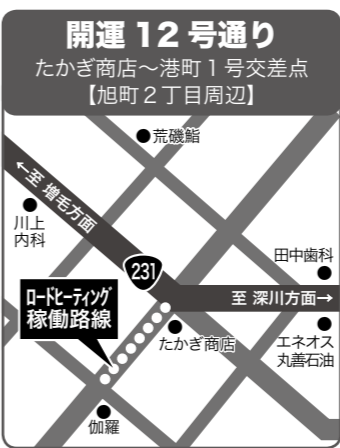 開運12号通り
たかぎ商店〜港町1号交差点
【旭町2丁目周辺】
●荒磯鮨
←至 増毛方面
●
川上
内科
231
田中歯科
●
ロードヒーティング
稼働路線
至 深川方面→
●
たかぎ商店
●
エネオス
丸善石油
●
伽羅